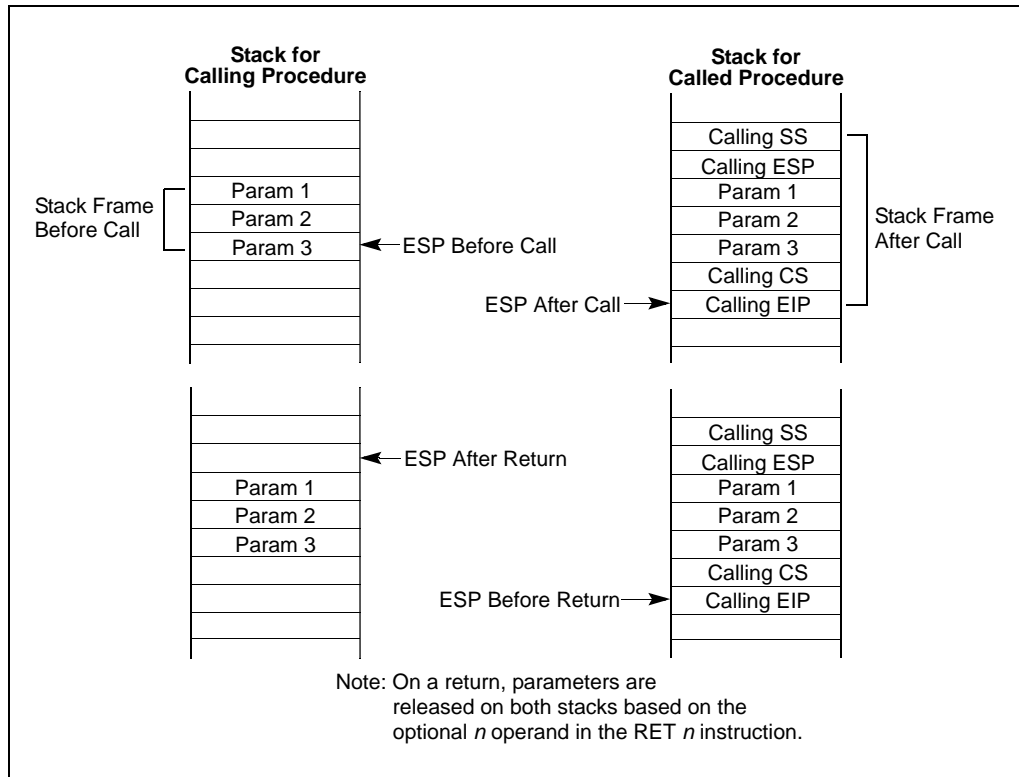 Stack for
Calling Procedure
Stack for
Called Procedure
Stack Frame
Before Call
Param 1
Param 2
Param 3
ESP Before Call
ESP After Call
Calling SS
Calling ESP
Param 1
Param 2
Param 3
Calling CS
Calling EIP
Stack Frame
After Call
ESP After Return
Param 1
Param 2
Param 3
ESP Before Return
Calling SS
Calling ESP
Param 1
Param 2
Param 3
Calling CS
Calling EIP
Note: On a return, parameters are
released on both stacks based on the
optional n operand in the RET n instruction.